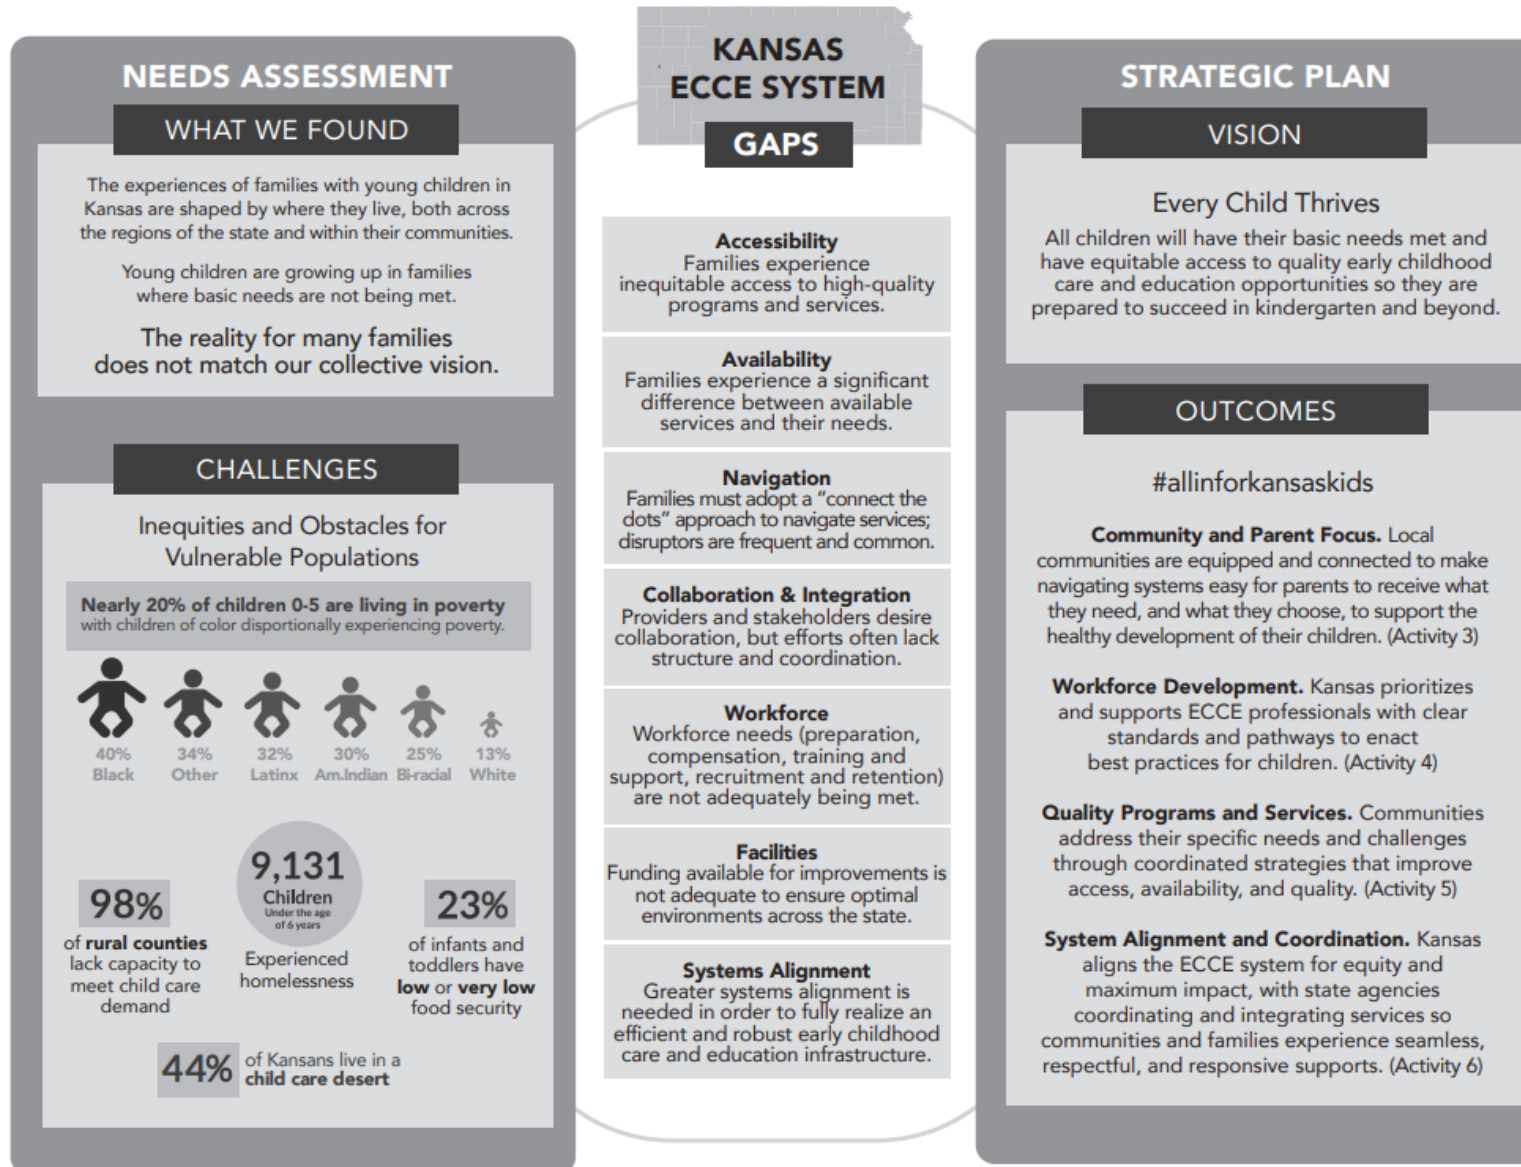 NEEDS ASSESSMENT
WHAT WE FOUND
The experiences of families with young children in
Kansas are shaped by where they live, both across
the regions of the state and within their communities.
Young children are growing up in families
where basic needs are not being met.
The reality for many families
does not match our collective vision.
CHALLENGES
Inequities and Obstacles for
Vulnerable Populations
Nearly 20% of children 0-5 are living in poverty
with children of color disportionally experiencing poverty.
40% 34% 32% 30% 25% 13%
Black Other Latinx Am.Indian Bi-racial White
98%
of rural counties
lack capacity to
meet child care
demand
9,131
Children
Under the age
of 6 years
Experienced
homelessness
23%
of infants and
toddlers have
low or very low
food security
44%
of Kansans live in a
child care desert
KANSAS
ECCE SYSTEM
GAPS
Accessibility
Families experience
inequitable access to high-quality
programs and services.
Availability
Families experience a significant
difference between available
services and their needs.
Navigation
Families must adopt a "connect the
dots" approach to navigate services;
disruptors are frequent and common.
Collaboration & Integration
Providers and stakeholders desire
collaboration, but efforts often lack
structure and coordination.
Workforce
Workforce needs (preparation,
compensation, training and
support, recruitment and retention)
are not adequately being met.
Facilities
Funding available for improvements is
not adequate to ensure optimal
environments across the state.
Systems Alignment
Greater systems alignment is
needed in order to fully realize an
efficient and robust early childhood
care and education infrastructure.
STRATEGIC PLAN
VISION
Every Child Thrives
All children will have their basic needs met and
have equitable access to quality early childhood
care and education opportunities so they are
prepared to succeed in kindergarten and beyond.
OUTCOMES
#allinforkansaskids
Community and Parent Focus. Local
communities are equipped and connected to make
navigating systems easy for parents to receive what
they need, and what they choose, to support the
healthy development of their children. (Activity 3)
Workforce Development. Kansas prioritizes
and supports ECCE professionals with clear
standards and pathways to enact
best practices for children. (Activity 4)
Quality Programs and Services. Communities
address their specific needs and challenges
through coordinated strategies that improve
access, availability, and quality. (Activity 5)
System Alignment and Coordination. Kansas
aligns the ECCE system for equity and
maximum impact, with state agencies
coordinating and integrating services so
communities and families experience seamless,
respectful, and responsive supports. (Activity 6)